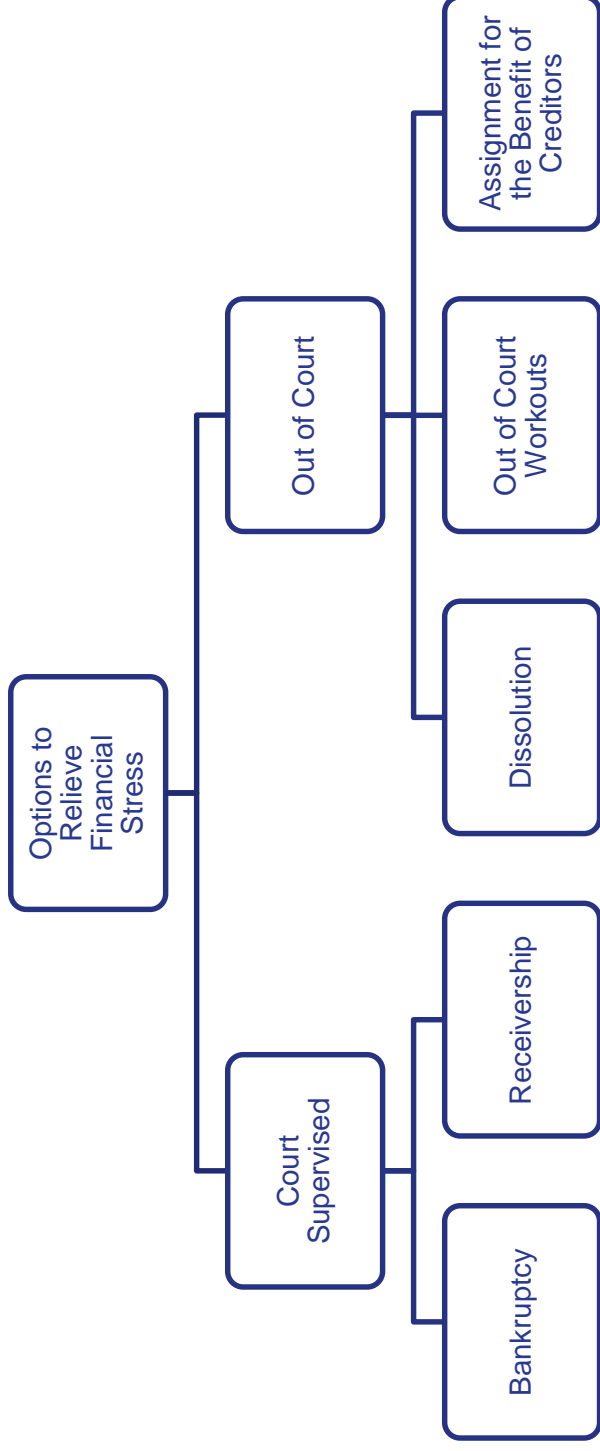 Options to
Relieve
Financial
Stress
Court
Supervised
Out of Court
Bankruptcy
Receivership
Dissolution
Out of Court
Workouts
Assignment for
the Benefit of
Creditors